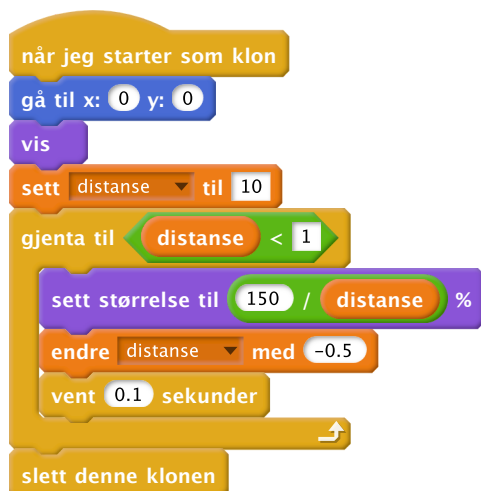 når jeg starter som klon
gå til x: 0 y: 0
vis
sett distanse til 10
gjenta til distanse < 1
sett størrelse til 150 / distanse %
endre distanse med -0.5
vent 0.1 sekunder
slett denne klonen